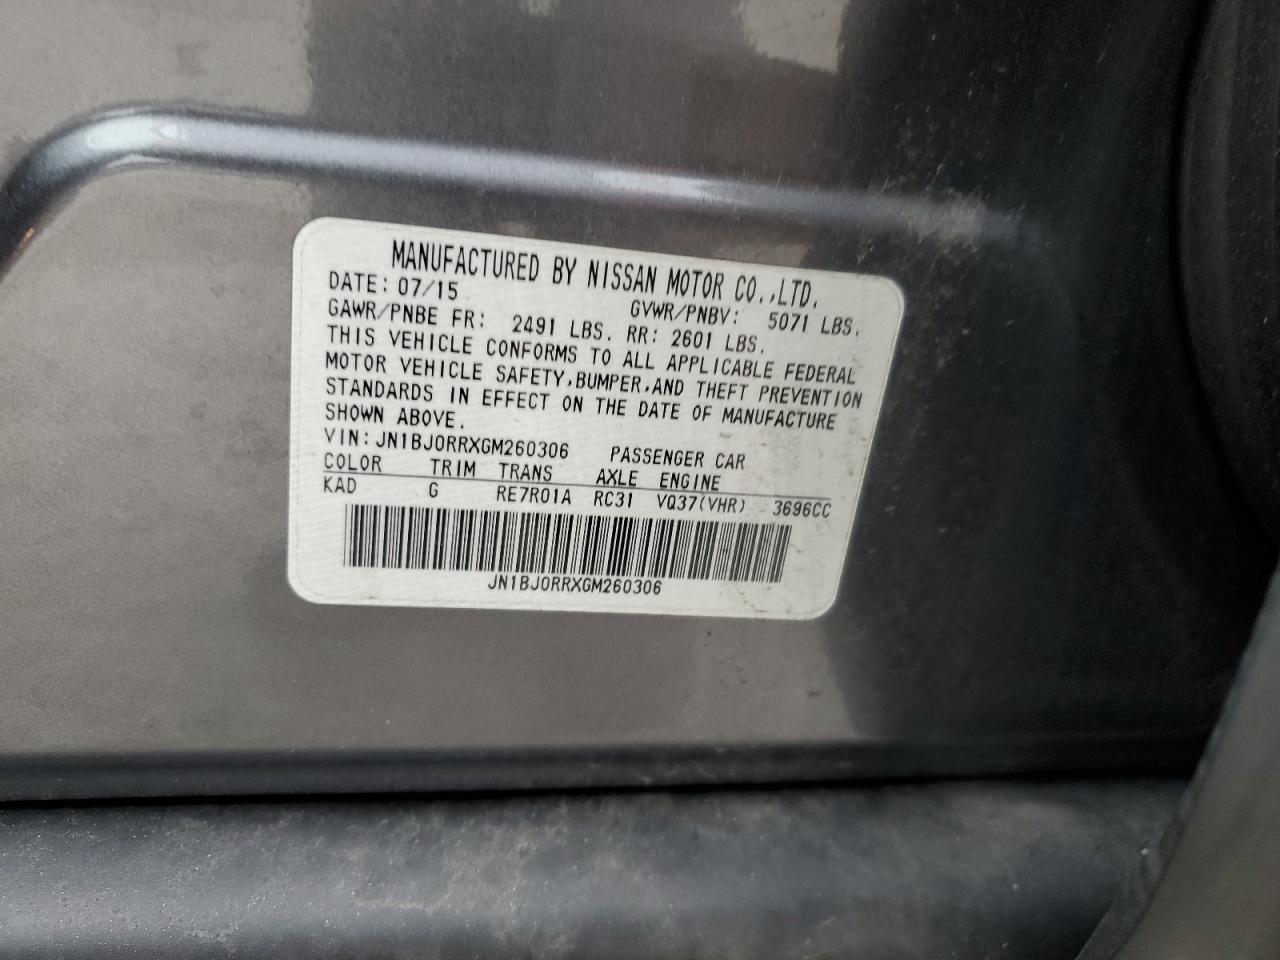 MANUFACTURED BY NISSAN MOTOR CO.,LTD.
DATE: 07/15 GVWR/PNBV: 5071 LBS.
GAWR/PNBE FR: 2491 LBS. RR: 2601 LBS.
THIS VEHICLE CONFORMS TO ALL APPLICABLE FEDERAL
MOTOR VEHICLE SAFETY,BUMPER,AND THEFT PREVENTION
STANDARDS IN EFFECT ON THE DATE OF MANUFACTURE
SHOWN ABOVE.
VIN: JN1BJ0RRXGM260306 PASSENGER CAR
COLOR TRIM TRANS AXLE ENGINE
KAD G RE7R01A RC31 VQ37(VHR) 3696CC
JN1BJ0RRXGM260306